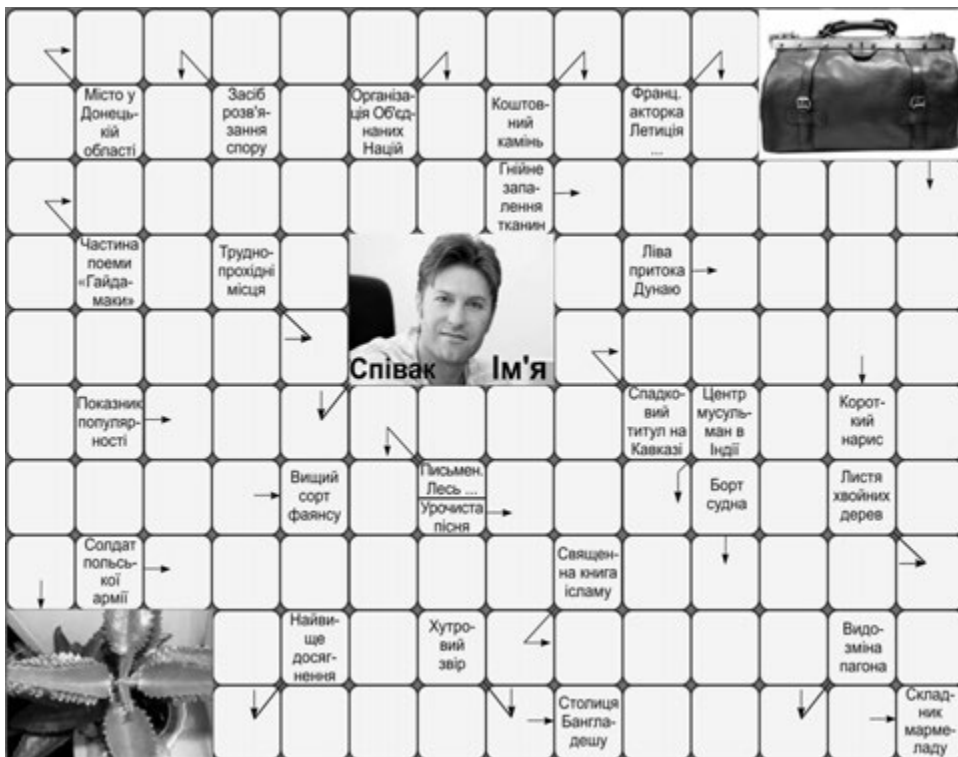 Місто у
Донець-
кій
області
Засіб
розв'я-
зання
спору
Організа-
ція Об'єд-
наних
Націй
Коштов-
ний
камінь
Франц.
акторка
Летиція
...
Гнійне
запа-
лення
тканин
Частина
поеми
«Гайда-
маки»
Трудно-
прохідні
місця
Ліва
притока
Дунаю
Співак Ім'я
Показник
популяр-
ності
Спадко-
вий
титул на
Кавказі
Центр
мусуль-
ман в
Індії
Корот-
кий
нарис
Вищий
сорт
фаянсу
Письмен.
Лесь ...
Урочиста
пісня
Борт
судна
Листя
хвойних
дерев
Солдат
польсь-
кої
армії
Священ-
на книга
ісламу
Найви-
ще
досяг-
нення
Хутро-
вий
звір
Видо-
зміна
пагона
Столиця
Бангла-
дешу
Склад-
ник
марме-
ладу